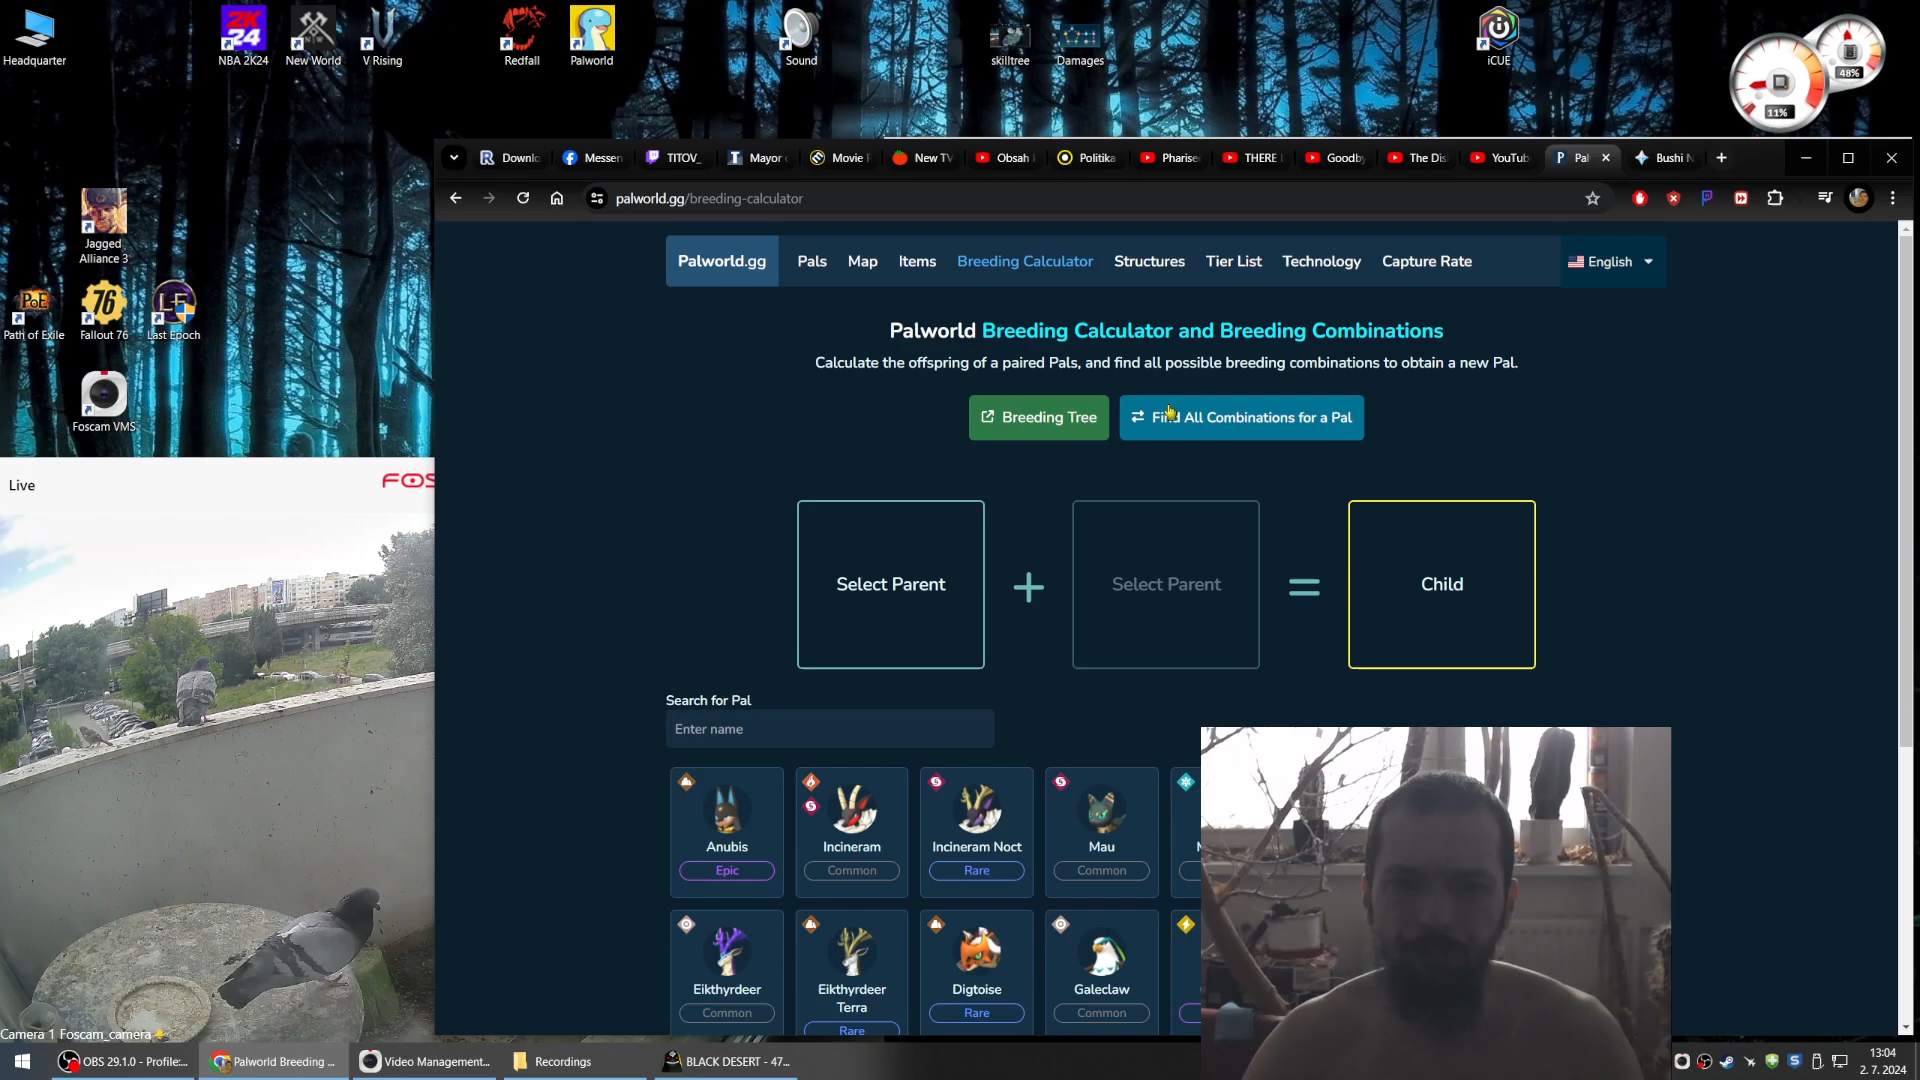 Headquarter
2K
24
NBA 2K24
New World
V Rising
Redfall
Palworld
Sound
skilltree
Damages
iCUE
48%
11%
Jagged
Alliance 3
PoE
Path of Exile
76
Fallout 76
LE
Last Epoch
Foscam VMS
Downlo
Messen
TITOV_
Mayor
Movie
New TV
Obsah
Politika
Pharise
THERE
Goodby
The Dis
YouTub
Pal
Bushi
palworld.gg/breeding-calculator
Palworld.gg
Pals
Map
Items
Breeding Calculator
Structures
Tier List
Technology
Capture Rate
English
Palworld Breeding Calculator and Breeding Combinations
Calculate the offspring of a paired Pals, and find all possible breeding combinations to obtain a new Pal.
Breeding Tree
Find All Combinations for a Pal
Select Parent
+
Select Parent
=
Child
Search for Pal
Enter name
Anubis
Epic
Incineram
Common
Incineram Noct
Rare
Mau
Common
Eikthyrdeer
Common
Eikthyrdeer
Terra
Rare
Digtoise
Rare
Galeclaw
Common
Live
FOS
Camera 1 Foscam_camera
OBS 29.1.0 - Profile:...
Palworld Breeding ...
Video Management...
Recordings
BLACK DESERT - 47...
13:04
2. 7. 2024